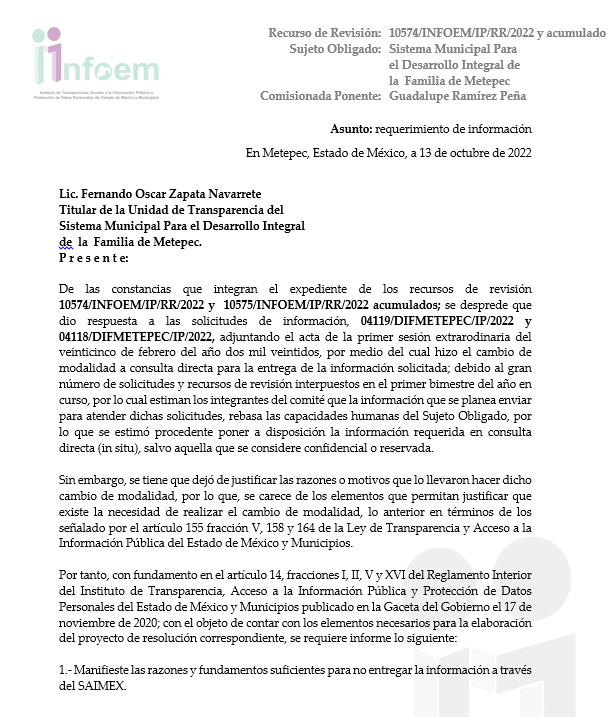 infoem
Instituto de Transparencia, Acceso a la Información Pública y
Protección de Datos Personales del Estado de México y Municipios
Recurso de Revisión: 10574/INFOEM/IP/RR/2022 y acumulado
Sujeto Obligado: Sistema Municipal Para
el Desarrollo Integral de
la Familia de Metepec
Comisionada Ponente: Guadalupe Ramírez Peña
Asunto: requerimiento de información
En Metepec, Estado de México, a 13 de octubre de 2022
Lic. Fernando Oscar Zapata Navarrete
Titular de la Unidad de Transparencia del
Sistema Municipal Para el Desarrollo Integral
de la Familia de Metepec.
P r e s e n t e:
De las constancias que integran el expediente de los recursos de revisión
10574/INFOEM/IP/RR/2022 y 10575/INFOEM/IP/RR/2022 acumulados; se desprede que
dio respuesta a las solicitudes de información, 04119/DIFMETEPEC/IP/2022 y
04118/DIFMETEPEC/IP/2022, adjuntando el acta de la primer sesión extrarodinaria del
veinticinco de febrero del año dos mil veintidos, por medio del cual hizo el cambio de
modalidad a consulta directa para la entrega de la información solicitada; debido al gran
número de solicitudes y recursos de revisión interpuestos en el primer bimestre del año en
curso, por lo cual estiman los integrantes del comité que la información que se planea enviar
para atender dichas solicitudes, rebasa las capacidades humanas del Sujeto Obligado, por
lo que se estimó procedente poner a disposición la información requerida en consulta
directa (in situ), salvo aquella que se considere confidencial o reservada.
Sin embargo, se tiene que dejó de justificar las razones o motivos que lo llevaron hacer dicho
cambio de modalidad, por lo que, se carece de los elementos que permitan justificar que
existe la necesidad de realizar el cambio de modalidad, lo anterior en términos de los
señalado por el artículo 155 fracción V, 158 y 164 de la Ley de Transparencia y Acceso a la
Información Pública del Estado de México y Municipios.
Por tanto, con fundamento en el artículo 14, fracciones I, II, V y XVI del Reglamento Interior
del Instituto de Transparencia, Acceso a la Información Pública y Protección de Datos
Personales del Estado de México y Municipios publicado en la Gaceta del Gobierno el 17 de
noviembre de 2020; con el objeto de contar con los elementos necesarios para la elaboración
del proyecto de resolución correspondiente, se requiere informe lo siguiente:
1.- Manifieste las razones y fundamentos suficientes para no entregar la información a través
del SAIMEX.